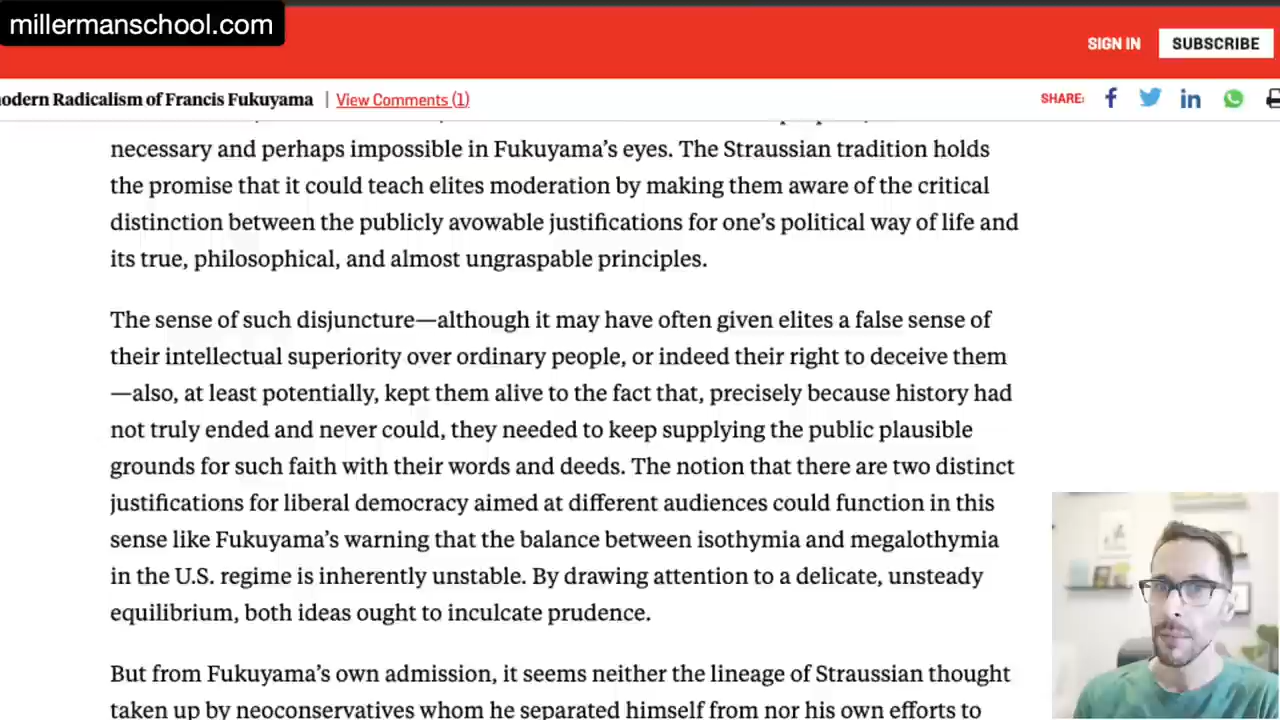 millermanschool.com
SIGN IN
SUBSCRIBE
odern Radicalism of Francis Fukuyama | View Comments (1)
SHARE:
necessary and perhaps impossible in Fukuyama’s eyes. The Straussian tradition holds
the promise that it could teach elites moderation by making them aware of the critical
distinction between the publicly avowable justifications for one’s political way of life and
its true, philosophical, and almost ungraspable principles.
The sense of such disjuncture—although it may have often given elites a false sense of
their intellectual superiority over ordinary people, or indeed their right to deceive them
—also, at least potentially, kept them alive to the fact that, precisely because history had
not truly ended and never could, they needed to keep supplying the public plausible
grounds for such faith with their words and deeds. The notion that there are two distinct
justifications for liberal democracy aimed at different audiences could function in this
sense like Fukuyama’s warning that the balance between isothymia and megalothymia
in the U.S. regime is inherently unstable. By drawing attention to a delicate, unsteady
equilibrium, both ideas ought to inculcate prudence.
But from Fukuyama’s own admission, it seems neither the lineage of Straussian thought
taken up by neoconservatives whom he separated himself from nor his own efforts to